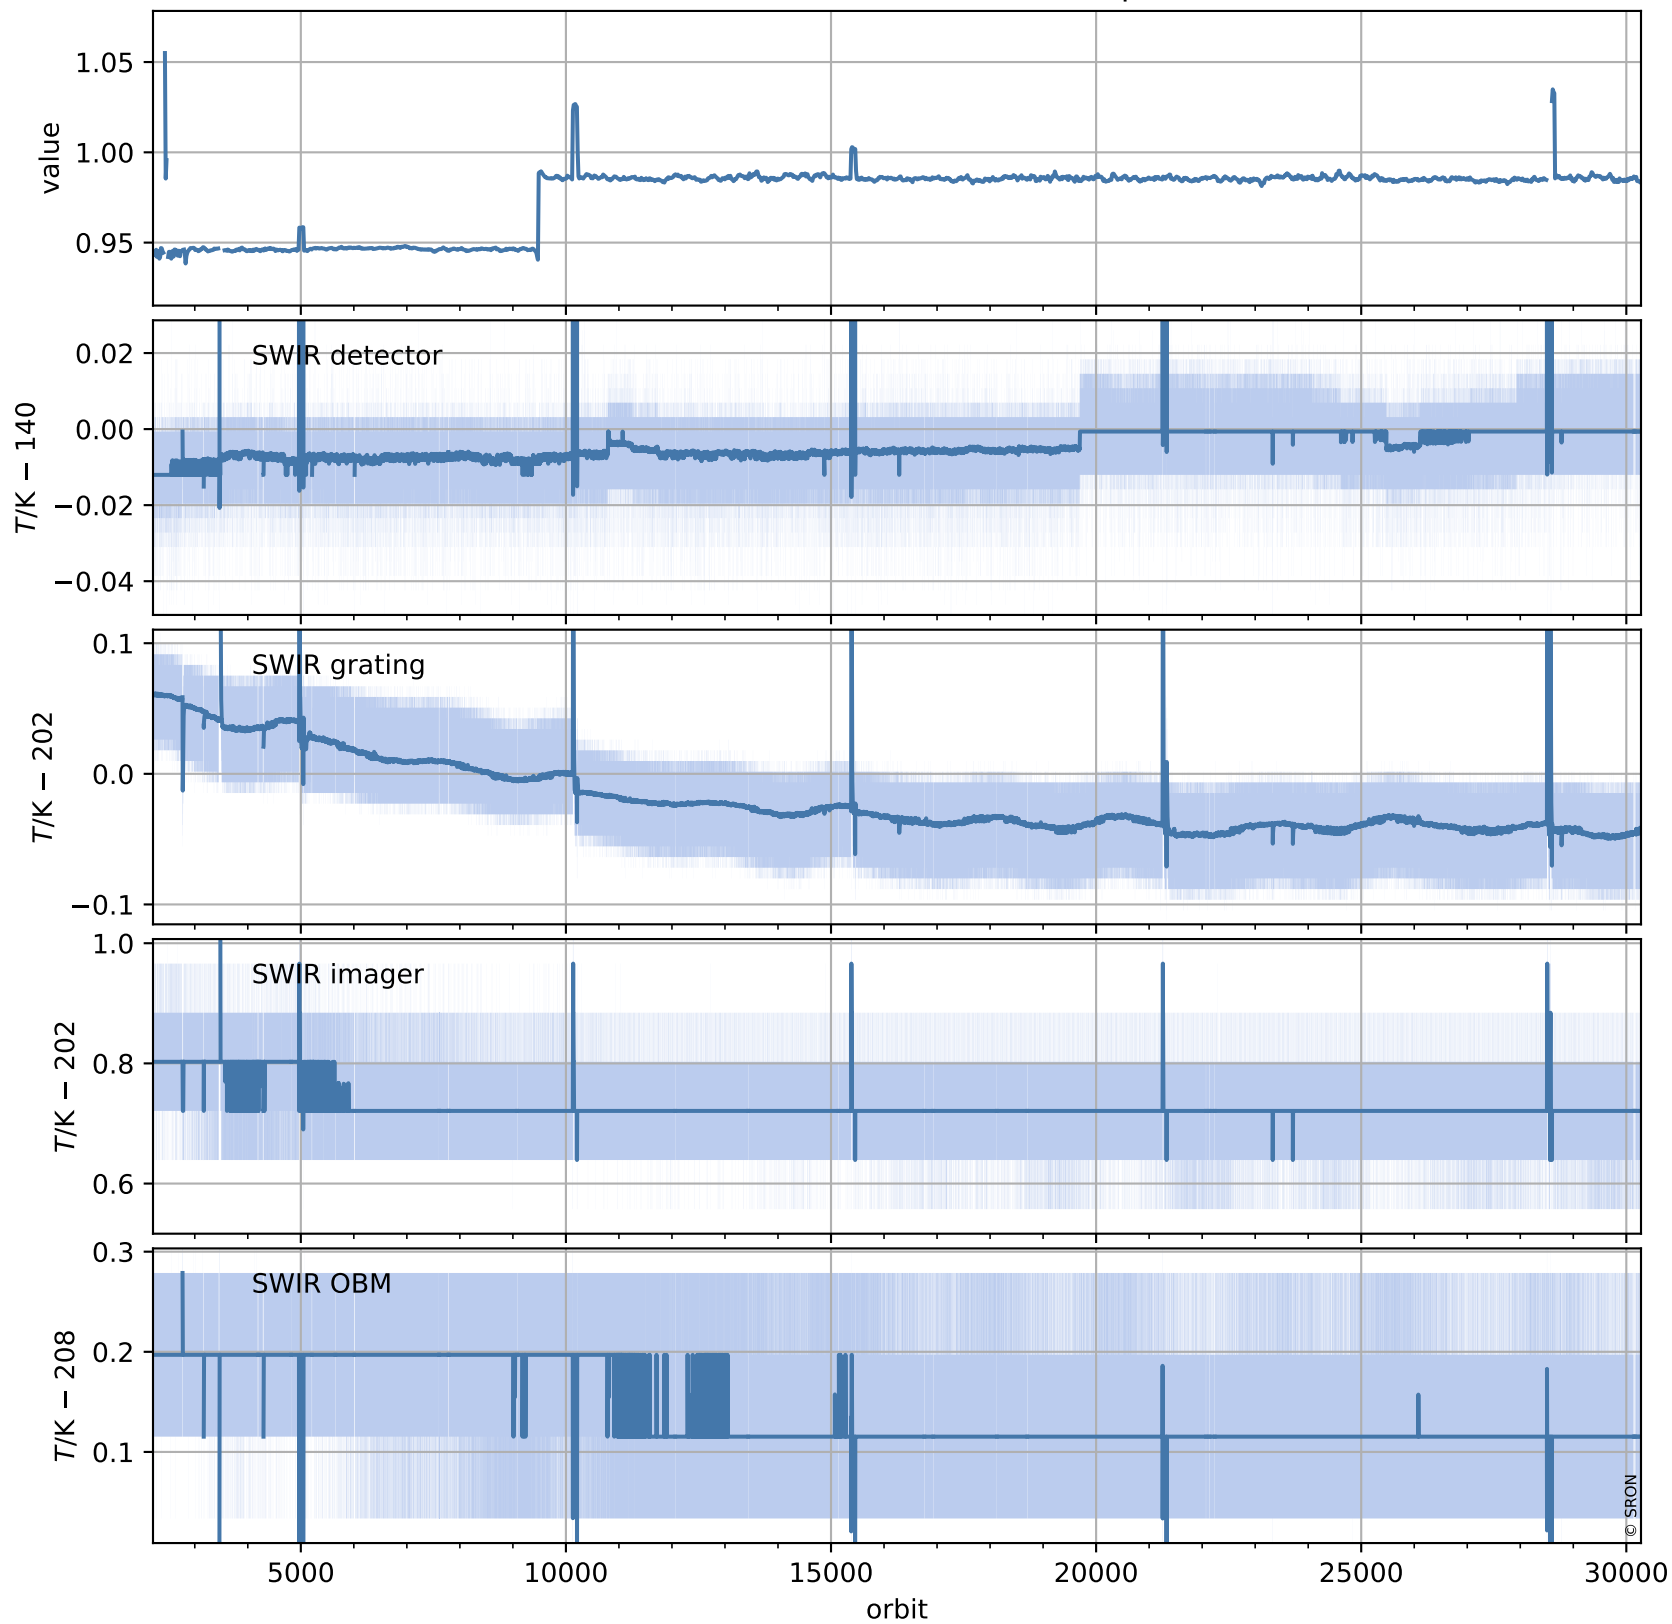 1.05
1.00
0.95
value
0.02
0.00
−0.02
−0.04
T/K − 140
SWIR detector
0.1
0.0
−0.1
T/K − 202
SWIR grating
1.0
0.8
0.6
T/K − 202
SWIR imager
0.3
0.2
0.1
T/K − 208
SWIR OBM
© SRON
5000 10000 15000 20000 25000 30000
orbit